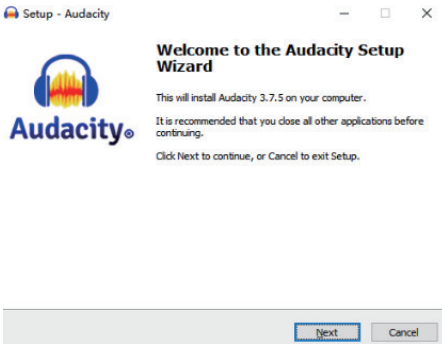 Setup - Audacity
Audacity®
Welcome to the Audacity Setup
Wizard
This will install Audacity 3.7.5 on your computer.
It is recommended that you close all other applications before
continuing.
Click Next to continue, or Cancel to exit Setup.
Next
Cancel